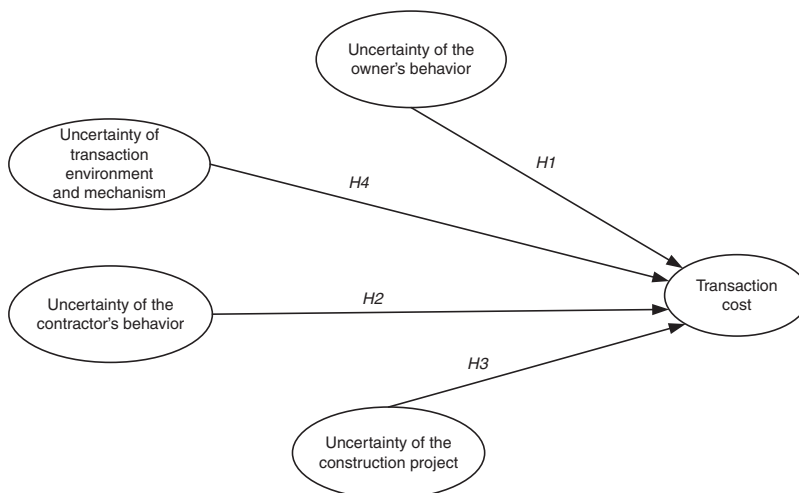 Uncertainty of the
owner's behavior
Uncertainty of
transaction
environment
and mechanism
H1
H4
Transaction
cost
Uncertainty of the
contractor's behavior
H2
H3
Uncertainty of the
construction project